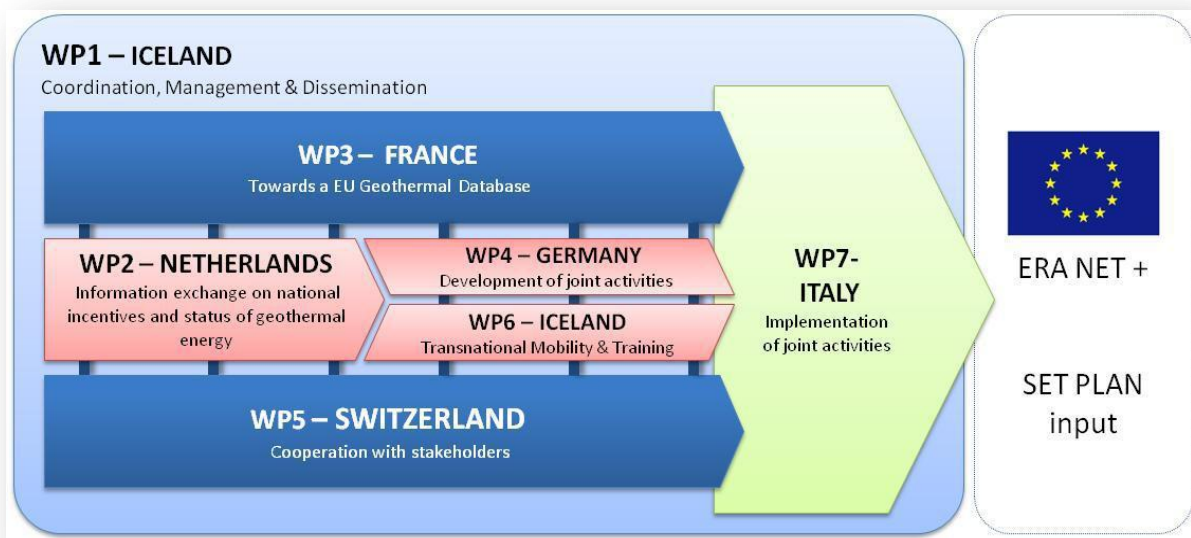 WP1 – ICELAND
Coordination, Management & Dissemination
WP3 – FRANCE
Towards a EU Geothermal Database
WP2 – NETHERLANDS
Information exchange on national
incentives and status of geothermal
energy
WP4 – GERMANY
Development of joint activities
WP6 – ICELAND
Transnational Mobility & Training
WP5 – SWITZERLAND
Cooperation with stakeholders
WP7-
ITALY
Implementation
of joint activities
ERA NET +
SET PLAN
input